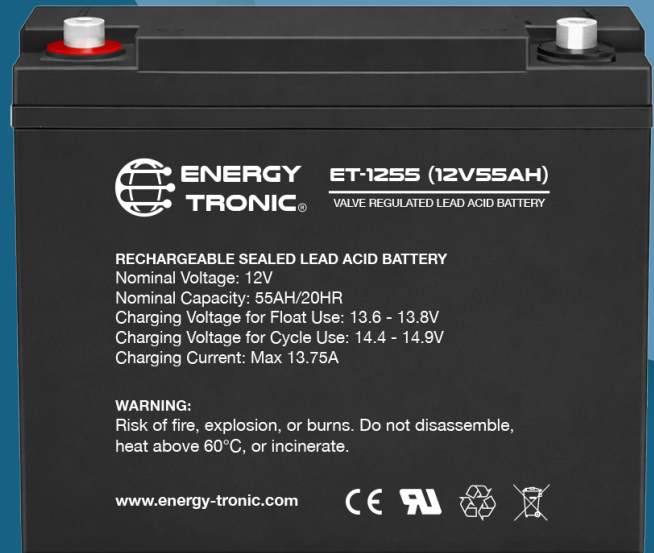 ENERGY
TRONIC®
ET-1255 (12V55AH)
VALVE REGULATED LEAD ACID BATTERY
RECHARGEABLE SEALED LEAD ACID BATTERY
Nominal Voltage: 12V
Nominal Capacity: 55AH/20HR
Charging Voltage for Float Use: 13.6 - 13.8V
Charging Voltage for Cycle Use: 14.4 - 14.9V
Charging Current: Max 13.75A
WARNING:
Risk of fire, explosion, or burns. Do not disassemble,
heat above 60°C, or incinerate.
www.energy-tronic.com
CE RU